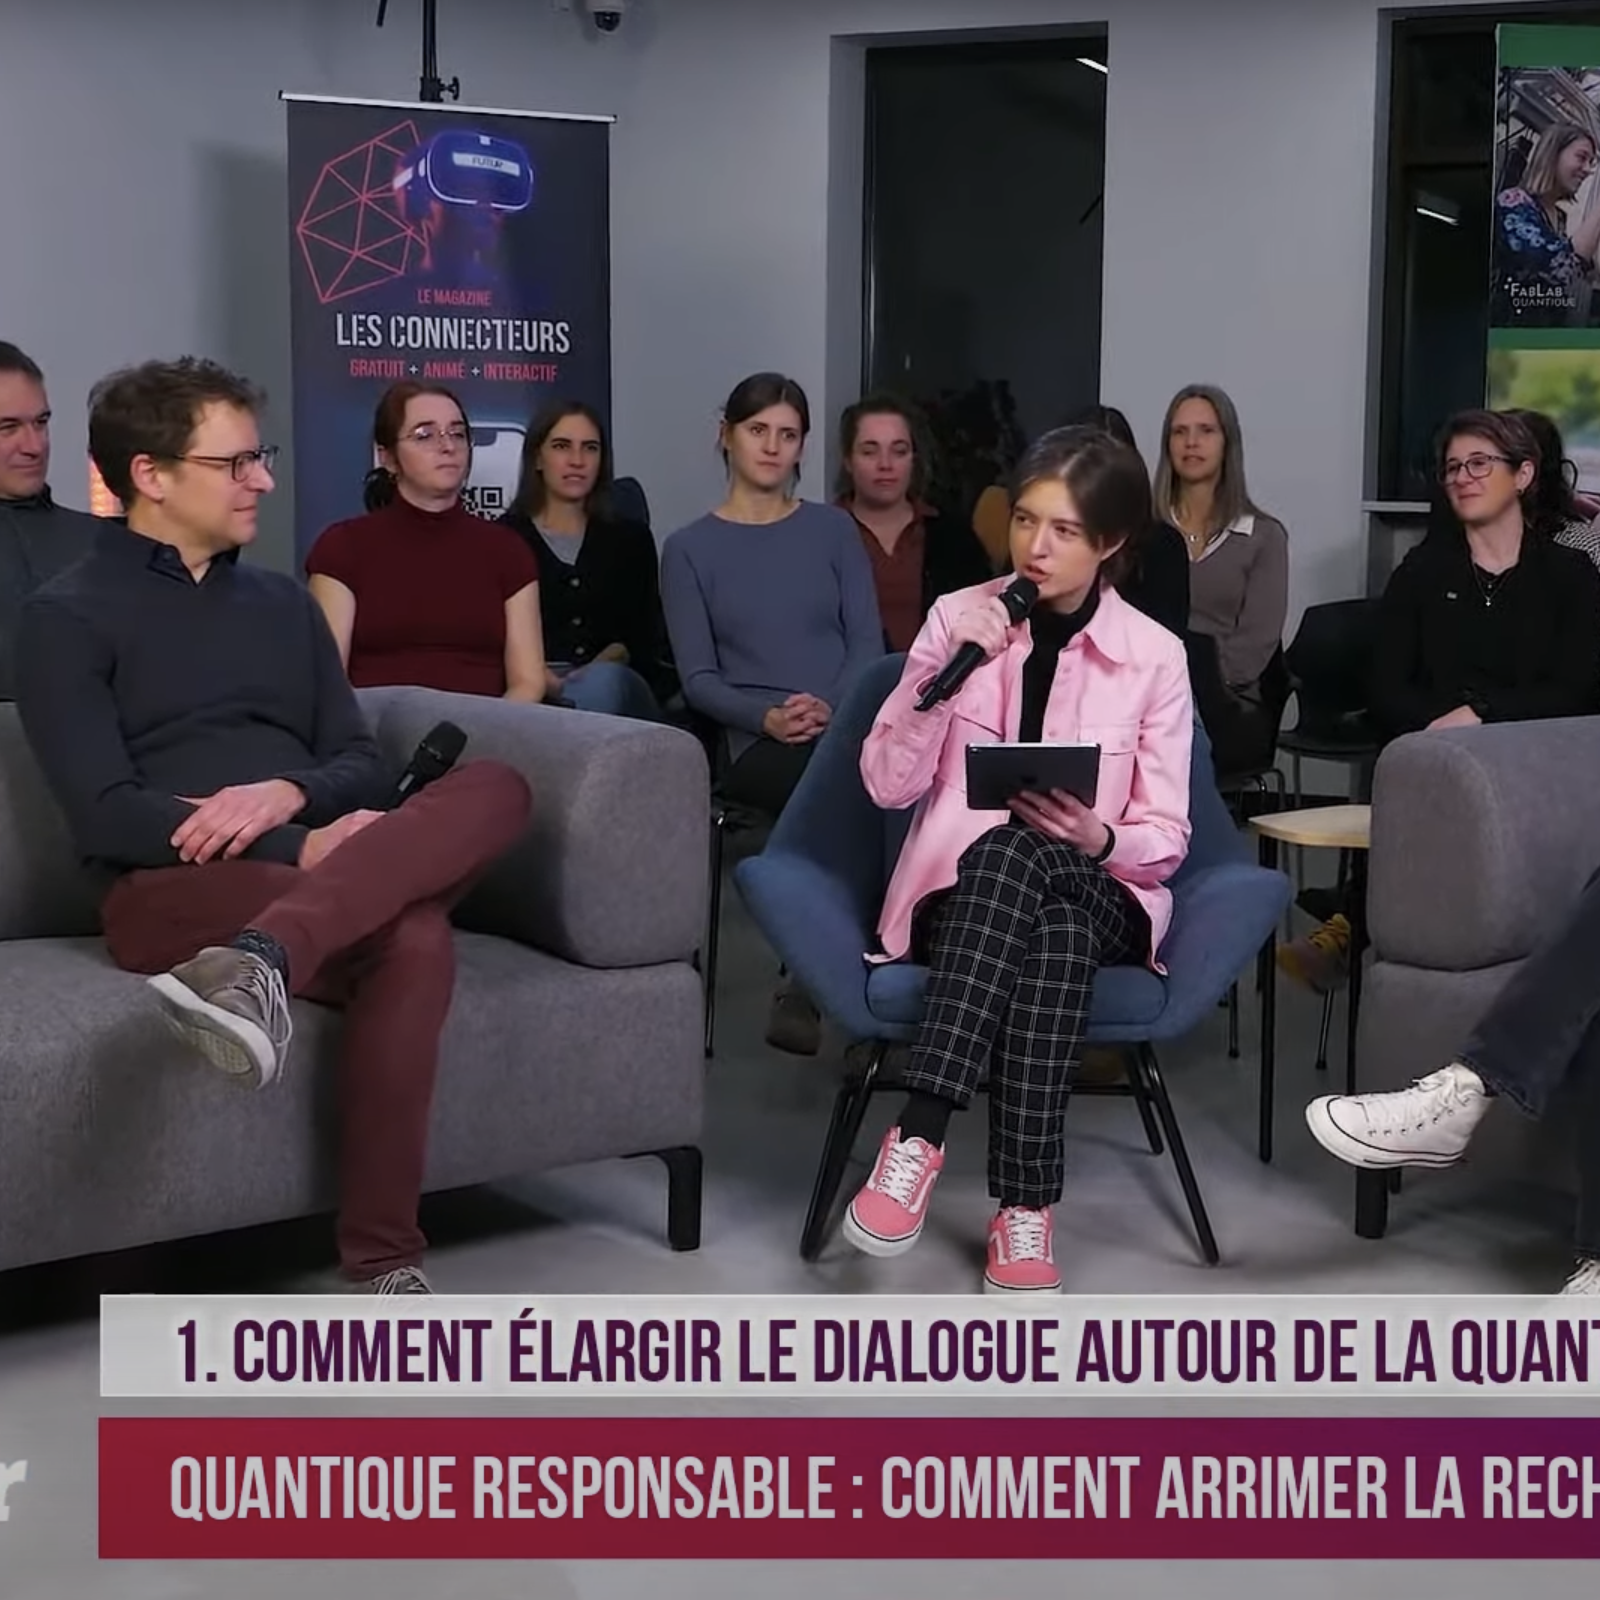 FUTUR
LE MAGAZINE
LES CONNECTEURS
GRATUIT + ANIMÉ + INTERACTIF
FABLAB
QUANTIQUE
1. COMMENT ÉLARGIR LE DIALOGUE AUTOUR DE LA QUANT
QUANTIQUE RESPONSABLE : COMMENT ARRIMER LA RECH
r